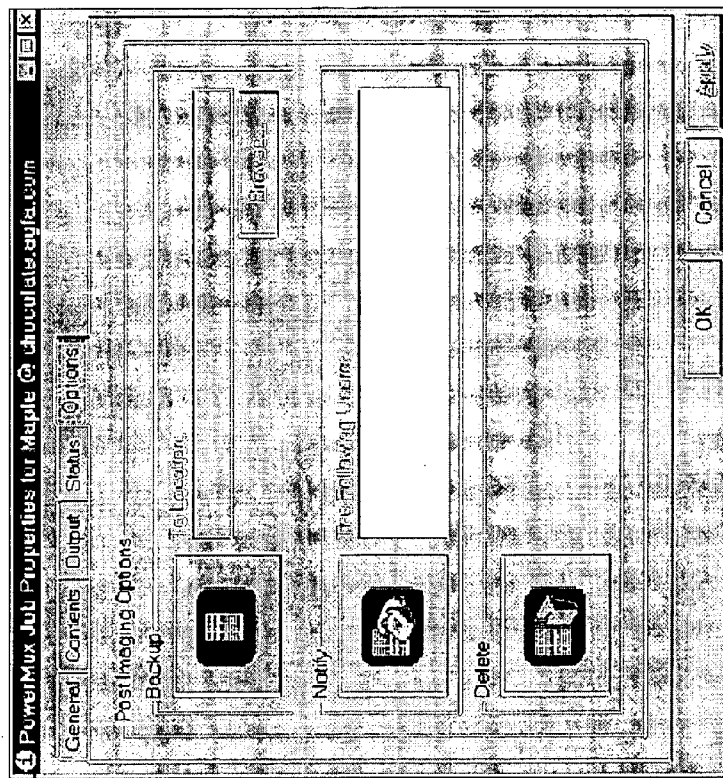 PowerMux Job Properties for Maple @ chocolate.agfa.com
General Contents Output Status Options
Post Imaging Options
Backup
To Location
Browse...
Notify
The Following Users:
Delete
OK Cancel Apply